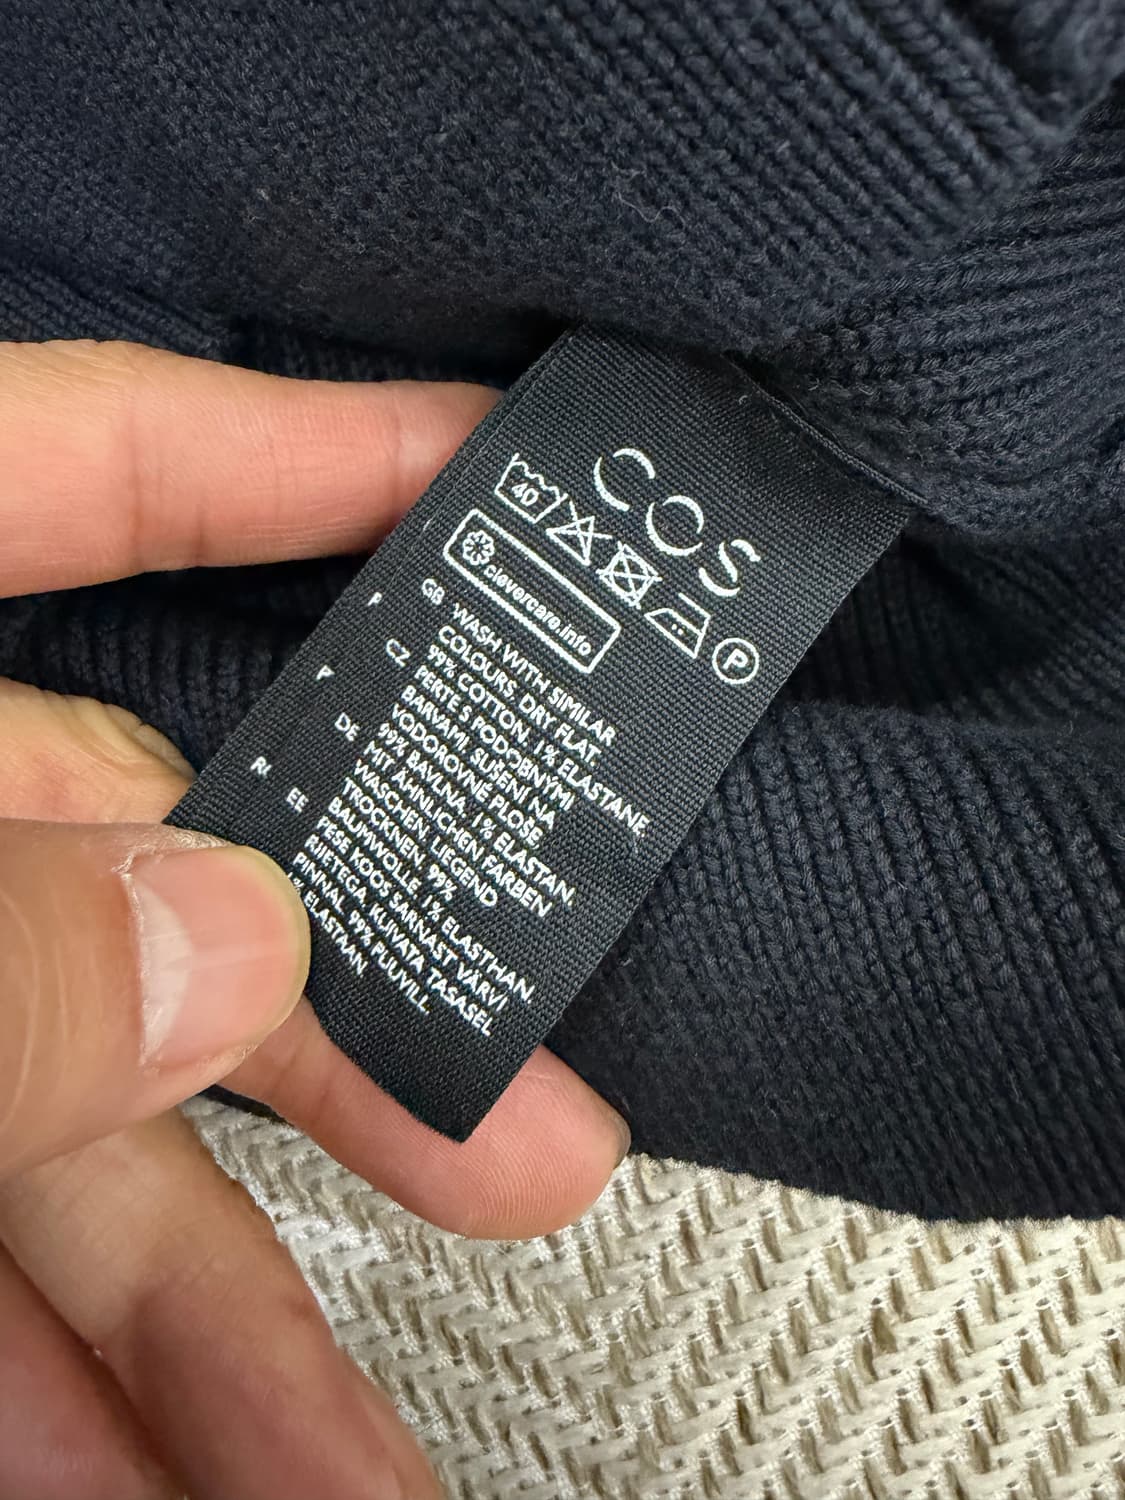 COS
40
P
clevercare.info
GB WASH WITH SIMILAR
COLOURS. DRY FLAT.
99% COTTON, 1% ELASTANE.
CZ PERTE S PODOBNÝMI
BARVAMI, SUŠENÍ NA
VODOROVNÉ PLOŠE.
99% BAVLNA, 1% ELASTAN.
DE MIT ÄHNLICHEN FARBEN
WASCHEN. LIEGEND
TROCKNEN. 99%
BAUMWOLLE, 1% ELASTHAN.
EE PESE KOOS SARNAST VÄRVI
RIIETEGA, KUIVATA TASASEL
PINNAL. 99% PUUVILL
% ELASTAAN